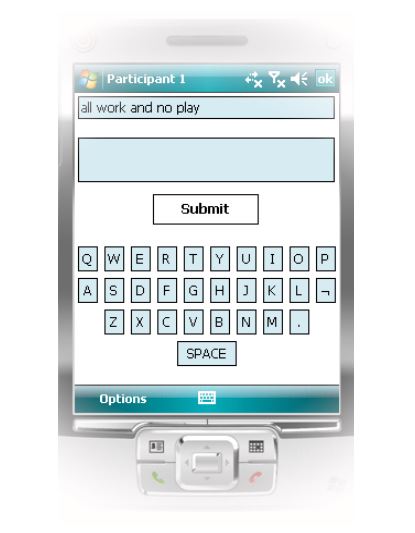 Participant 1 ok
all work and no play
Submit
Q W E R T Y U I O P
A S D F G H J K L ¬
Z X C V B N M .
SPACE
Options